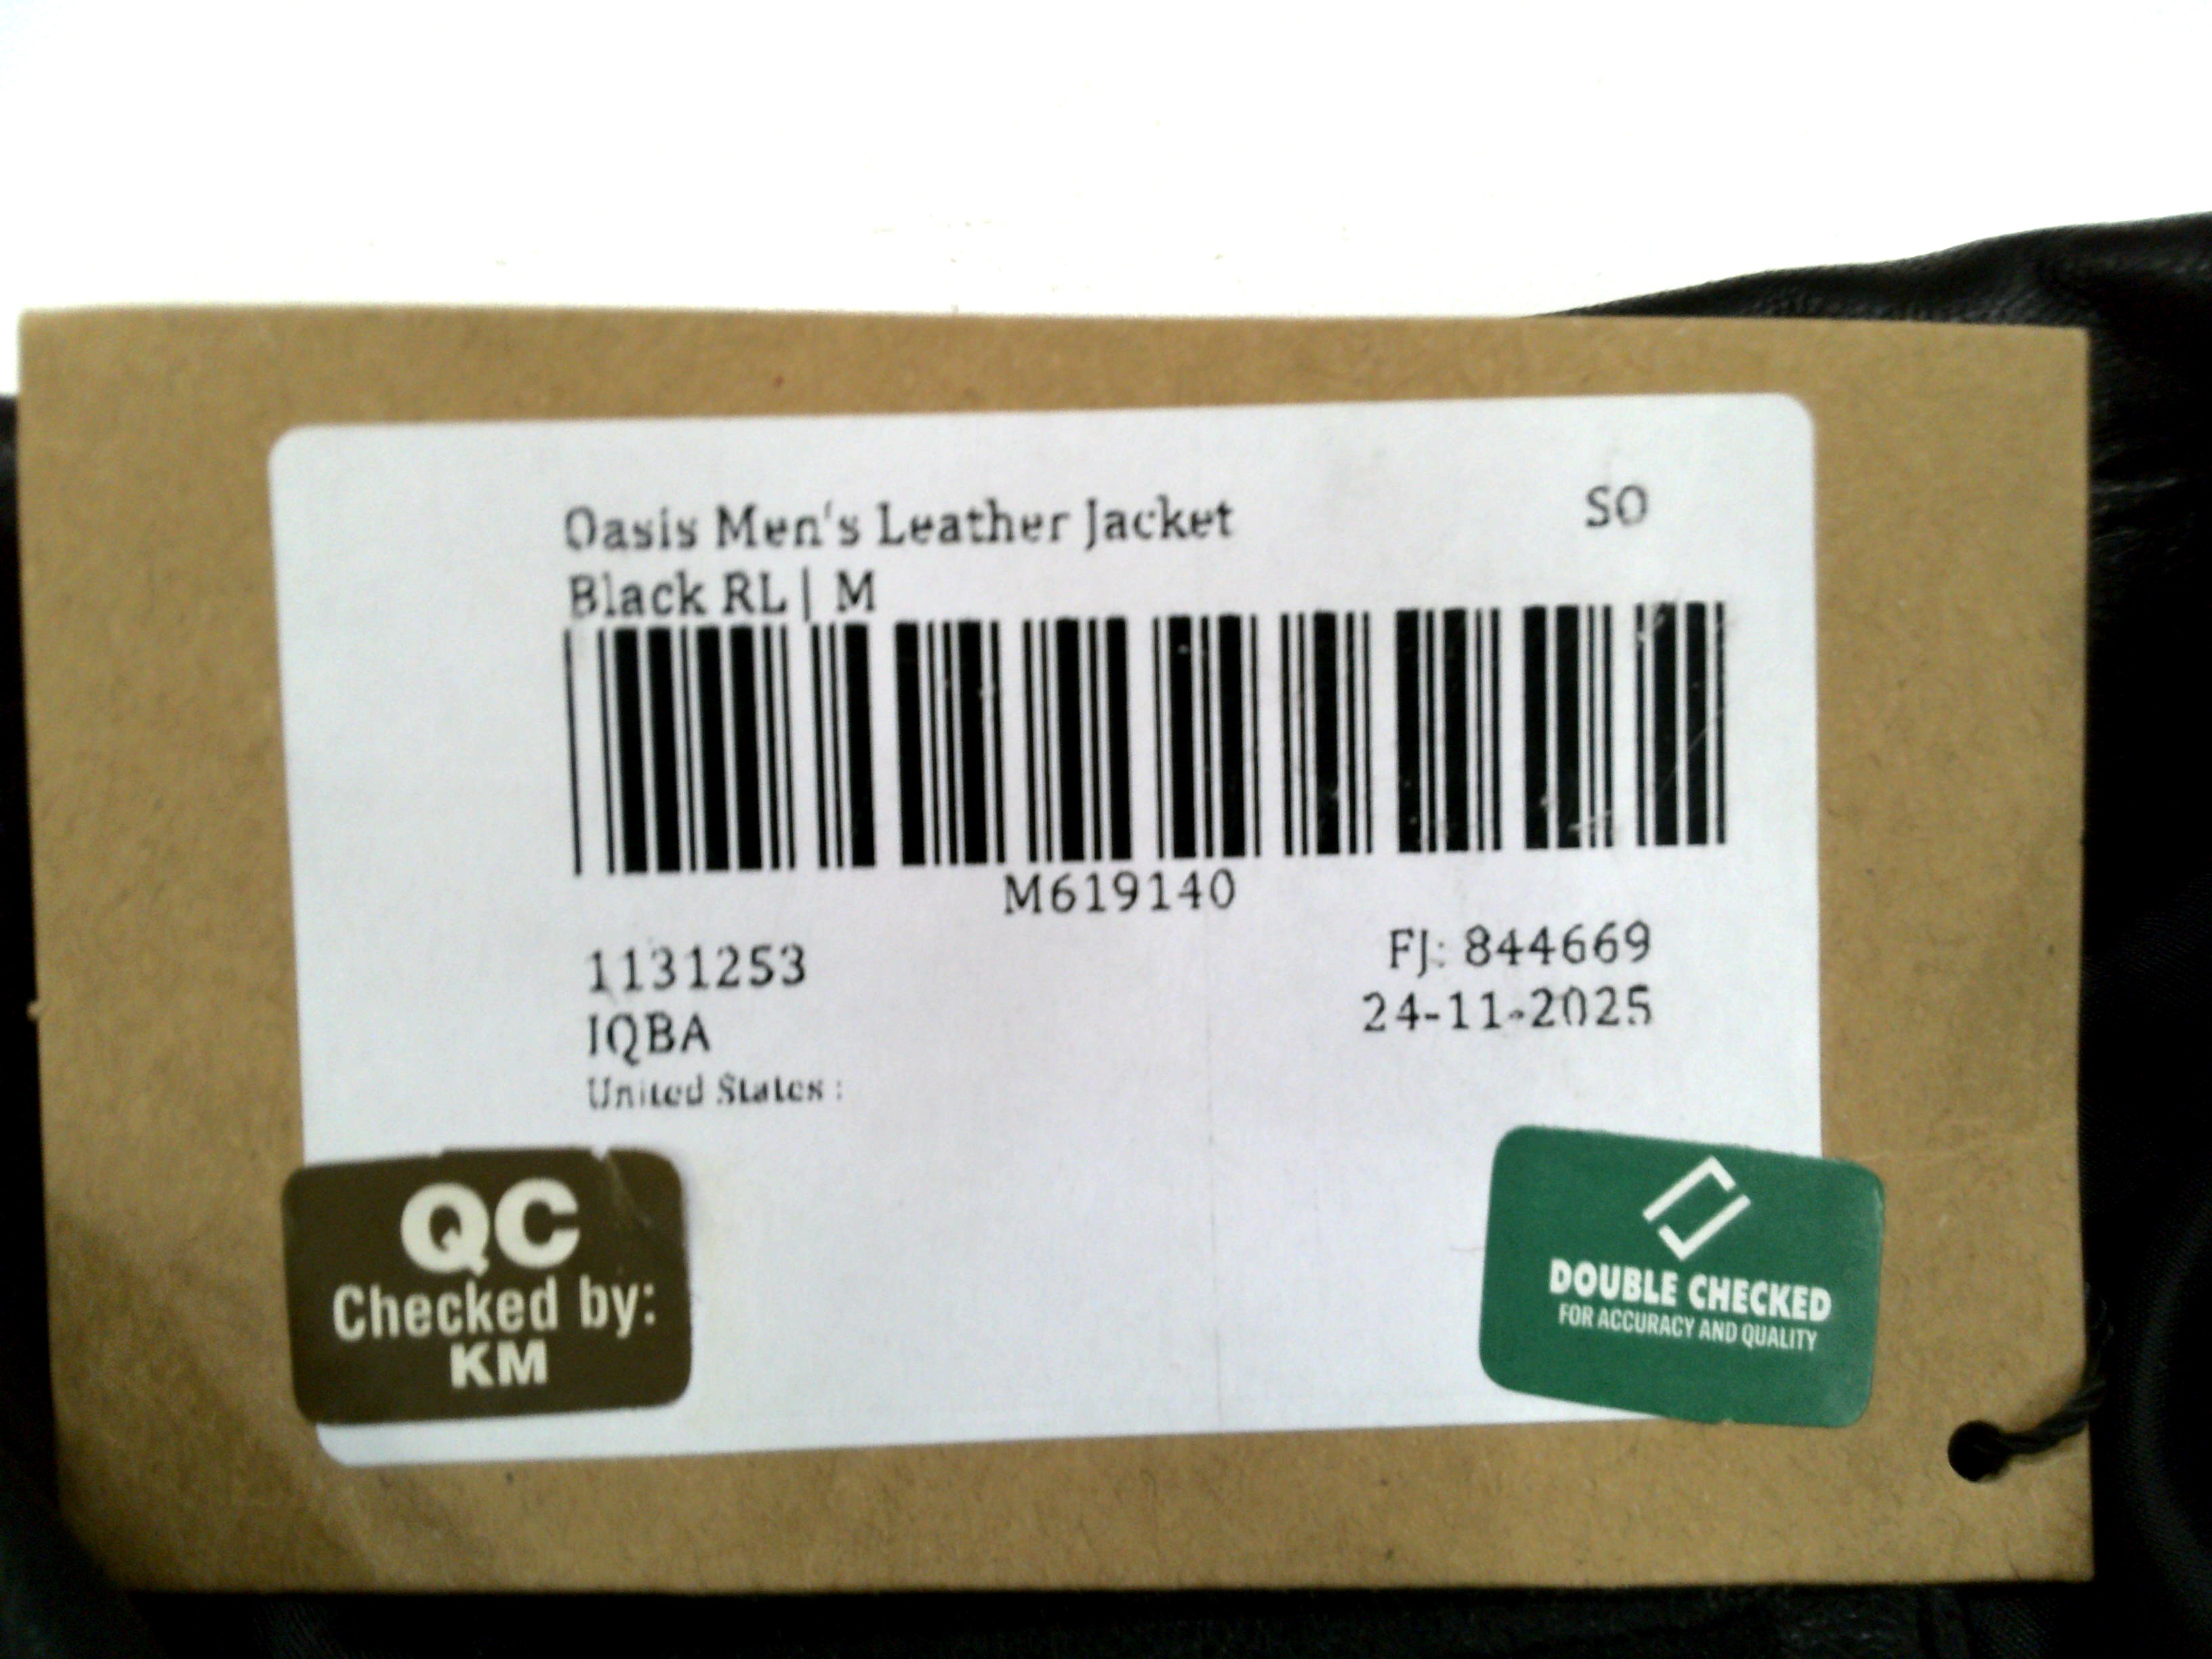 Oasis Men's Leather Jacket
SO
Black RL | M
M619140
1131253
FJ: 844669
IQBA
24-11-2025
United States :
QC
Checked by:
KM
DOUBLE CHECKED
FOR ACCURACY AND QUALITY